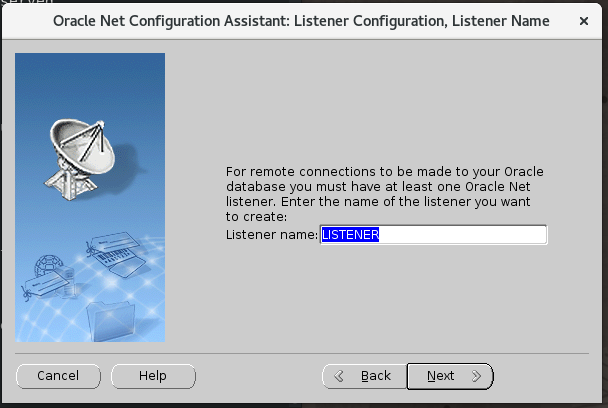 Oracle Net Configuration Assistant: Listener Configuration, Listener Name
For remote connections to be made to your Oracle
database you must have at least one Oracle Net
listener. Enter the name of the listener you want
to create:
Listener name: LISTENER
Cancel Help Back Next